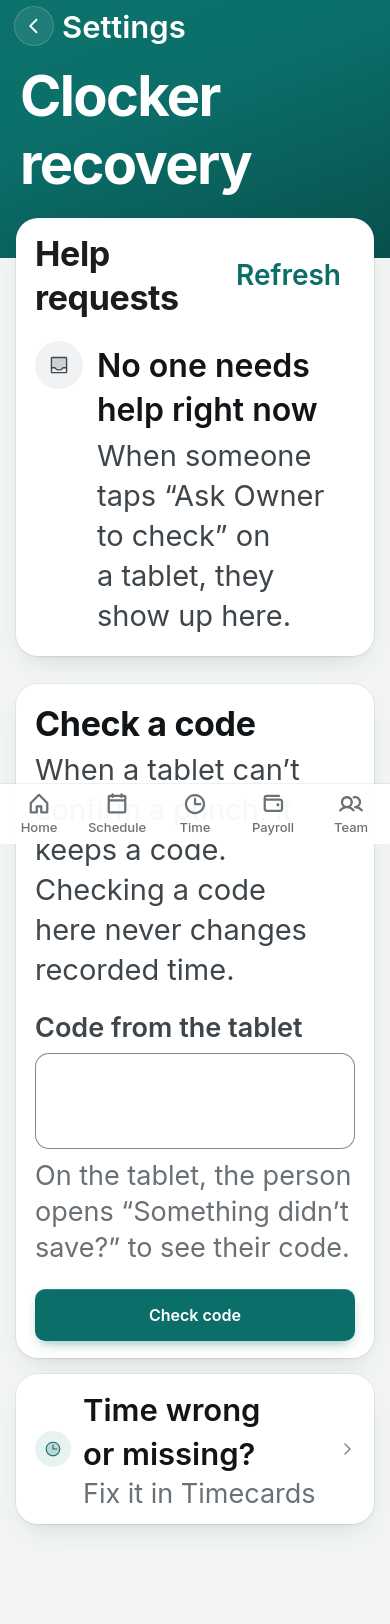 Settings
Clocker
recovery
Help
requests
Refresh
No one needs
help right now
When someone
taps “Ask Owner
to check” on
a tablet, they
show up here.
Check a code
When a tablet can’t
confirm a punch, it
Home
Schedule
Time
Payroll
Team
keeps a code.
Checking a code
here never changes
recorded time.
Code from the tablet
On the tablet, the person
opens “Something didn’t
save?” to see their code.
Check code
Time wrong
or missing?
Fix it in Timecards